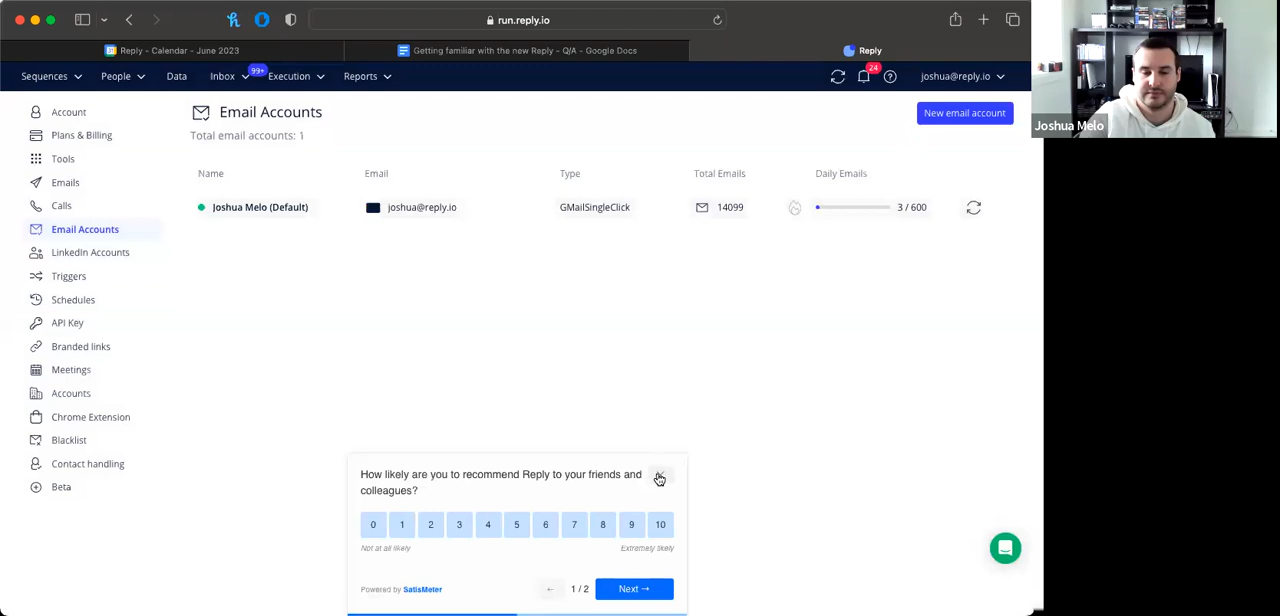 run.reply.io
Reply - Calendar - June 2023
Getting familiar with the new Reply - Q/A - Google Docs
Reply
Sequences
People
Data
Inbox
99+
Execution
Reports
24
joshua@reply.io
Joshua Melo
Account
Plans & Billing
Tools
Emails
Calls
Email Accounts
LinkedIn Accounts
Triggers
Schedules
API Key
Branded links
Meetings
Accounts
Chrome Extension
Blacklist
Contact handling
Beta
Email Accounts
New email account
Total email accounts: 1
Name Email Type Total Emails Daily Emails
Joshua Melo (Default) joshua@reply.io GMailSingleClick 14099 3 / 600
How likely are you to recommend Reply to your friends and
colleagues?
0 1 2 3 4 5 6 7 8 9 10
Not at all likely Extremely likely
Powered by SatisMeter ← 1 / 2 Next →